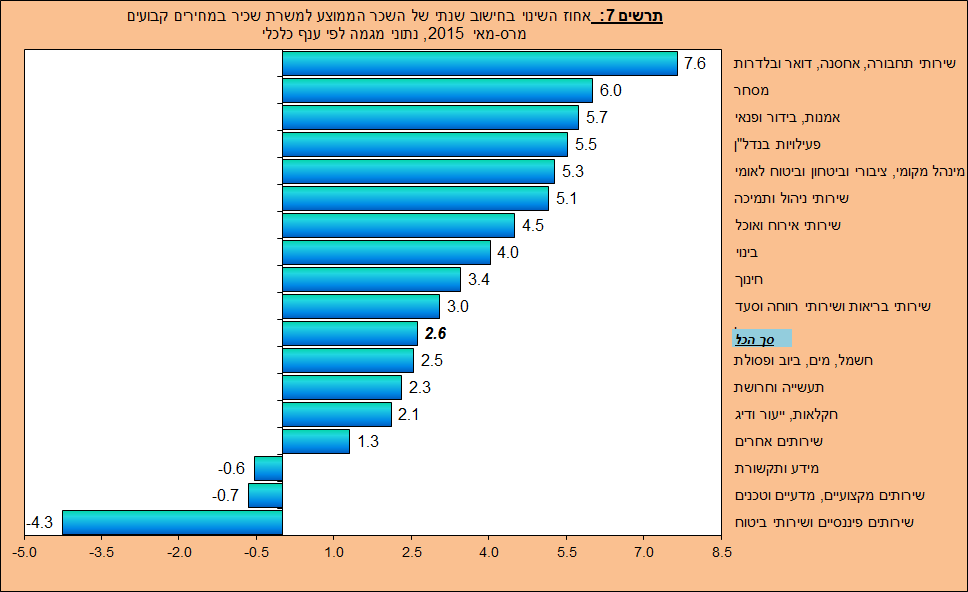 תרשים 7: אחוז השינוי בחישוב שנתי של השכר הממוצע למשרת שכיר במחירים קבועים
מרס-מאי 2015, נתוני מגמה לפי ענף כלכלי
שירותי תחבורה, אחסנה, דואר ובלדרות 7.6
מסחר 6.0
אמנות, בידור ופנאי 5.7
פעילויות בנדל"ן 5.5
מינהל מקומי, ציבורי וביטחון וביטוח לאומי 5.3
שירותי ניהול ותמיכה 5.1
שירותי אירוח ואוכל 4.5
בינוי 4.0
חינוך 3.4
שירותי בריאות ושירותי רווחה וסעד 3.0
סך הכל 2.6
חשמל, מים, ביוב ופסולת 2.5
תעשייה וחרושת 2.3
חקלאות, ייעור ודיג 2.1
שירותים אחרים 1.3
מידע ותקשורת -0.6
שירותים מקצועיים, מדעיים וטכנים -0.7
שירותים פיננסיים ושירותי ביטוח -4.3
-5.0 -3.5 -2.0 -0.5 1.0 2.5 4.0 5.5 7.0 8.5